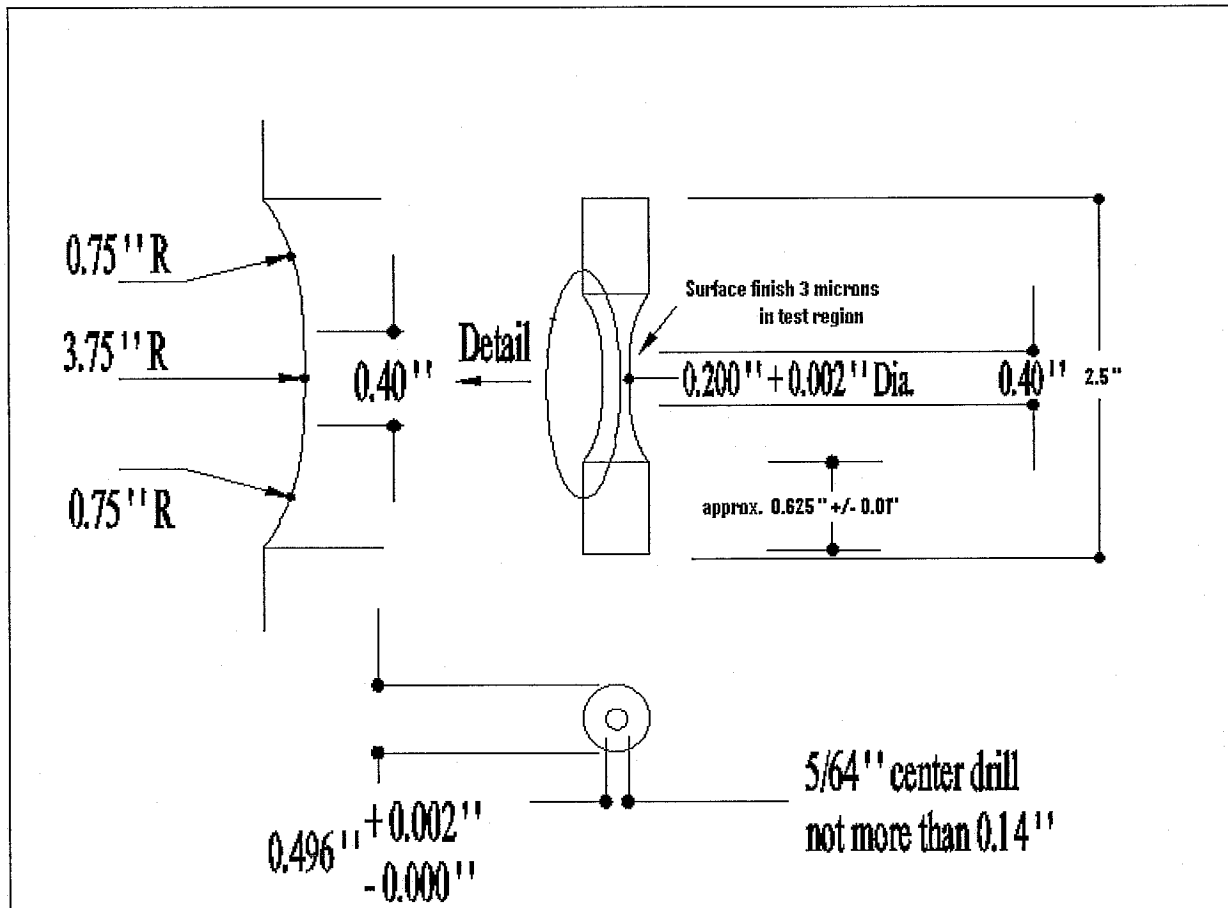 0.75" R
3.75" R
0.75" R
0.40"
Detail
Surface finish 3 microns
in test region
0.200" + 0.002" Dia.
0.40"
2.5"
approx. 0.625" +/- 0.01"
0.496"
+ 0.002"
- 0.000"
5/64" center drill
not more than 0.14"